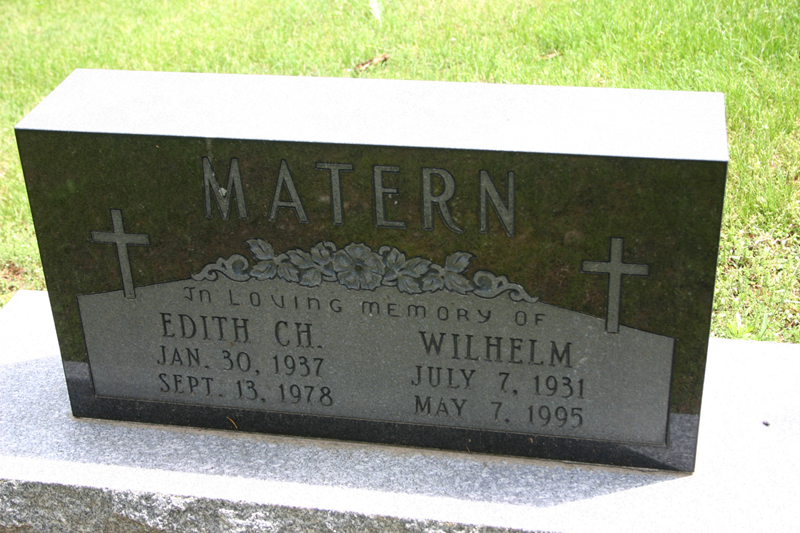 MATERN
In Loving Memory Of
EDITH CH.
JAN. 30, 1937
SEPT. 13, 1978
WILHELM
JULY 7, 1931
MAY 7, 1995